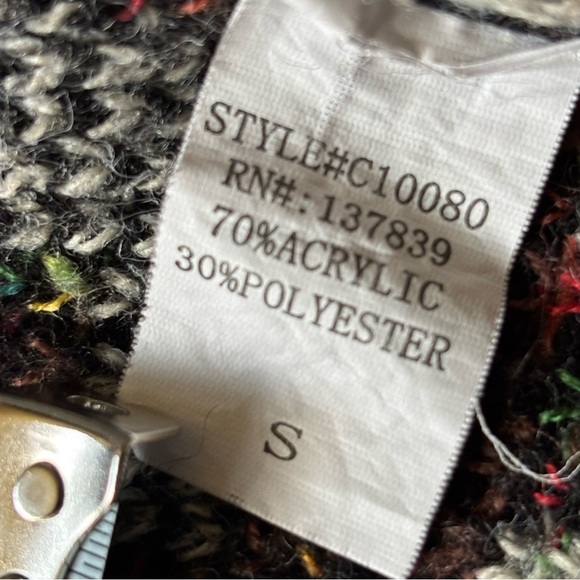 STYLE#C10080
RN#:137839
70%ACRYLIC
30%POLYESTER
S